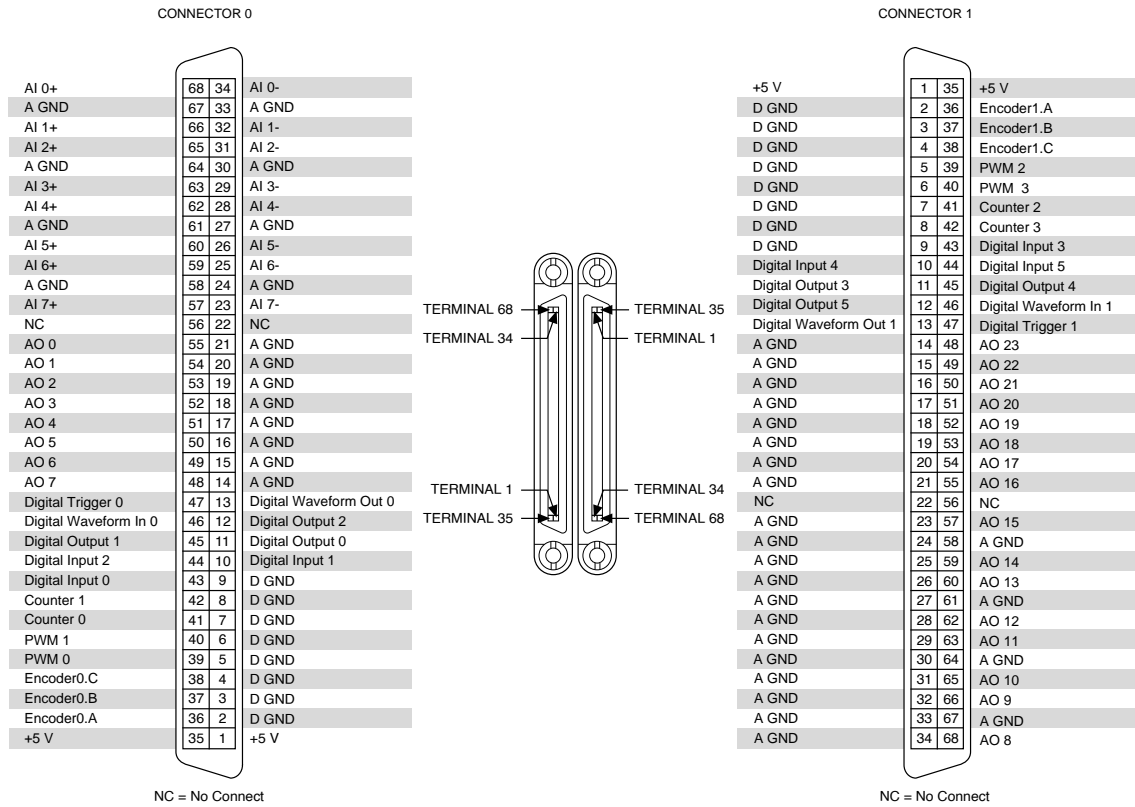 CONNECTOR 0
AI 0+ 68 34 AI 0-
A GND 67 33 A GND
AI 1+ 66 32 AI 1-
AI 2+ 65 31 AI 2-
A GND 64 30 A GND
AI 3+ 63 29 AI 3-
AI 4+ 62 28 AI 4-
A GND 61 27 A GND
AI 5+ 60 26 AI 5-
AI 6+ 59 25 AI 6-
A GND 58 24 A GND
AI 7+ 57 23 AI 7-
NC 56 22 NC
AO 0 55 21 A GND
AO 1 54 20 A GND
AO 2 53 19 A GND
AO 3 52 18 A GND
AO 4 51 17 A GND
AO 5 50 16 A GND
AO 6 49 15 A GND
AO 7 48 14 A GND
Digital Trigger 0 47 13 Digital Waveform Out 0
Digital Waveform In 0 46 12 Digital Output 2
Digital Output 1 45 11 Digital Output 0
Digital Input 2 44 10 Digital Input 1
Digital Input 0 43 9 D GND
Counter 1 42 8 D GND
Counter 0 41 7 D GND
PWM 1 40 6 D GND
PWM 0 39 5 D GND
Encoder0.C 38 4 D GND
Encoder0.B 37 3 D GND
Encoder0.A 36 2 D GND
+5 V 35 1 +5 V
NC = No Connect
TERMINAL 68
TERMINAL 34
TERMINAL 35
TERMINAL 1
TERMINAL 1
TERMINAL 35
TERMINAL 34
TERMINAL 68
CONNECTOR 1
+5 V 1 35 +5 V
D GND 2 36 Encoder1.A
D GND 3 37 Encoder1.B
D GND 4 38 Encoder1.C
D GND 5 39 PWM 2
D GND 6 40 PWM 3
D GND 7 41 Counter 2
D GND 8 42 Counter 3
D GND 9 43 Digital Input 3
Digital Input 4 10 44 Digital Input 5
Digital Output 3 11 45 Digital Output 4
Digital Output 5 12 46 Digital Waveform In 1
Digital Waveform Out 1 13 47 Digital Trigger 1
A GND 14 48 AO 23
A GND 15 49 AO 22
A GND 16 50 AO 21
A GND 17 51 AO 20
A GND 18 52 AO 19
A GND 19 53 AO 18
A GND 20 54 AO 17
A GND 21 55 AO 16
NC 22 56 NC
A GND 23 57 AO 15
A GND 24 58 A GND
A GND 25 59 AO 14
A GND 26 60 AO 13
A GND 27 61 A GND
A GND 28 62 AO 12
A GND 29 63 AO 11
A GND 30 64 A GND
A GND 31 65 AO 10
A GND 32 66 AO 9
A GND 33 67 A GND
A GND 34 68 AO 8
NC = No Connect